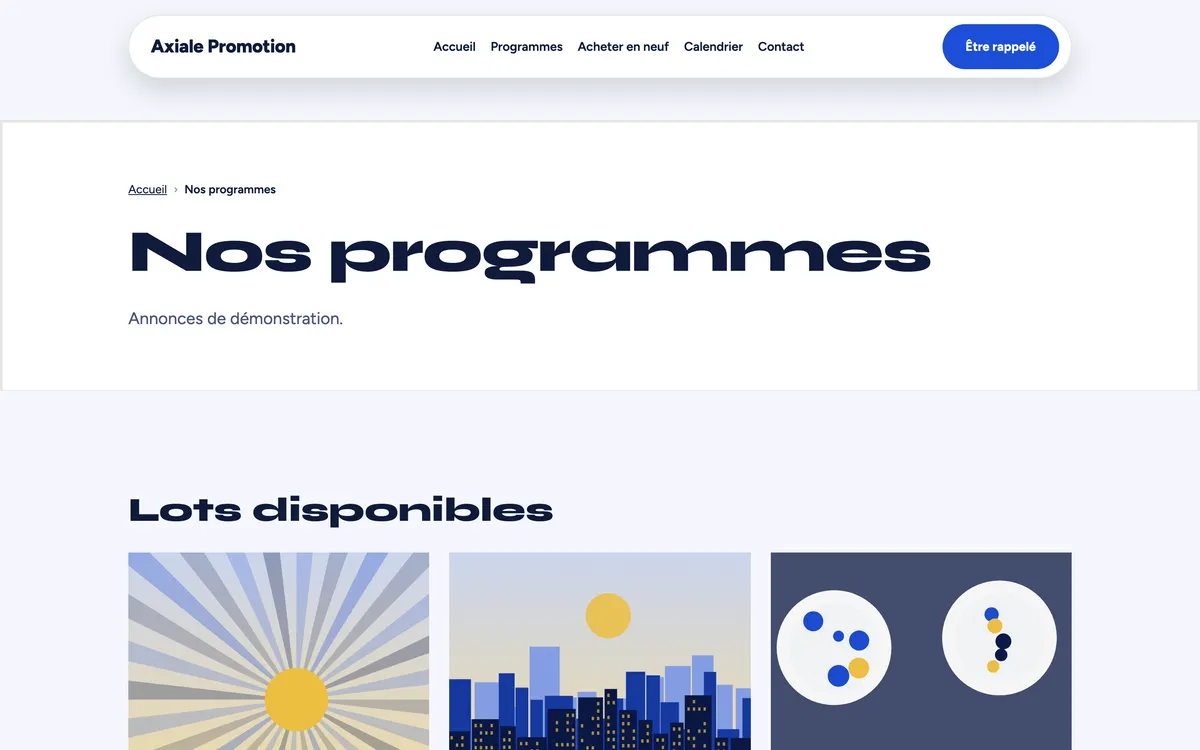 Axiale Promotion
Accueil Programmes Acheter en neuf Calendrier Contact
Être rappelé
Accueil › Nos programmes
Nos programmes
Annonces de démonstration.
Lots disponibles